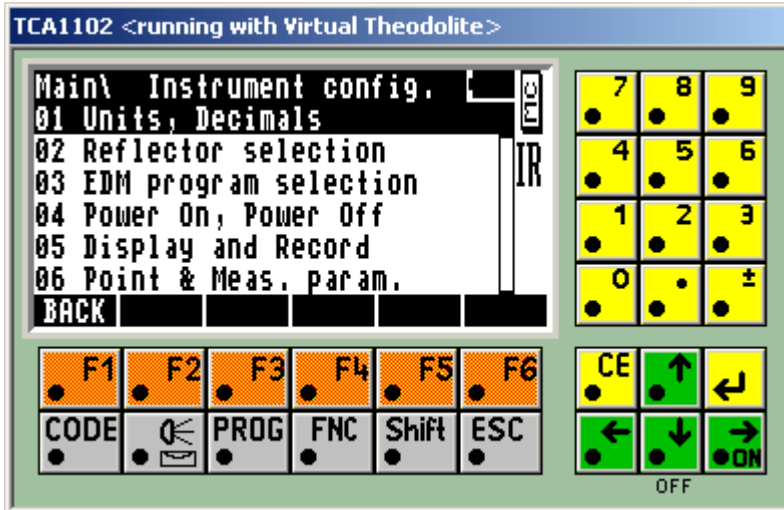 TCA1102 <running with Virtual Theodolite>
Main\ Instrument config.
MC
01 Units, Decimals
02 Reflector selection
IR
03 EDM program selection
04 Power On, Power Off
05 Display and Record
06 Point & Meas. param.
BACK
7 8 9
4 5 6
1 2 3
0 . ±
F1 F2 F3 F4 F5 F6
CE
CODE PROG FNC Shift ESC
ON
OFF